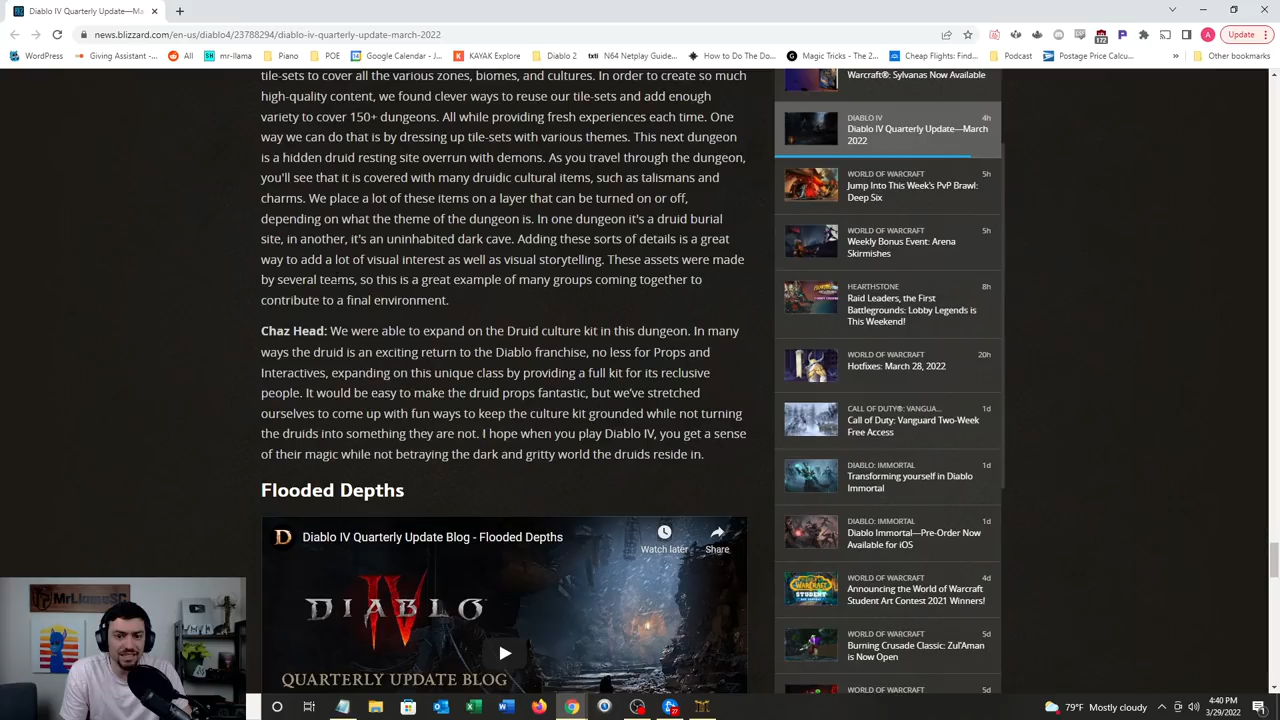 Diablo IV Quarterly Update—Ma
news.blizzard.com/en-us/diablo4/23788294/diablo-iv-quarterly-update-march-2022
Update
WordPress
Giving Assistance - ...
All
mr-llama
Piano
POE
Google Calendar - J...
KAYAK Explore
Diablo 2
txti
N64 Netplay Guide...
How to Do The Do...
Magic Tricks - The 2...
Cheap Flights: Find...
Podcast
Postage Price Calcu...
»
Other bookmarks
tile-sets to cover all the various zones, biomes, and cultures. In order to create so much
high-quality content, we found clever ways to reuse our tile-sets and add enough
variety to cover 150+ dungeons. All while providing fresh experiences each time. One
way we can do that is by dressing up tile-sets with various themes. This next dungeon
is a hidden druid resting site overrun with demons. As you travel through the dungeon,
you'll see that it is covered with many druidic cultural items, such as talismans and
charms. We place a lot of these items on a layer that can be turned on or off,
depending on what the theme of the dungeon is. In one dungeon it's a druid burial
site, in another, it's an uninhabited dark cave. Adding these sorts of details is a great
way to add a lot of visual interest as well as visual storytelling. These assets were made
by several teams, so this is a great example of many groups coming together to
contribute to a final environment.
Chaz Head: We were able to expand on the Druid culture kit in this dungeon. In many
ways the druid is an exciting return to the Diablo franchise, no less for Props and
Interactives, expanding on this unique class by providing a full kit for its reclusive
people. It would be easy to make the druid props fantastic, but we've stretched
ourselves to come up with fun ways to keep the culture kit grounded while not turning
the druids into something they are not. I hope when you play Diablo IV, you get a sense
of their magic while not betraying the dark and gritty world the druids reside in.
Flooded Depths
Diablo IV Quarterly Update Blog - Flooded Depths
Watch later
Share
DIABLO
IV
QUARTERLY UPDATE BLOG
Warcraft®: Sylvanas Now Available
DIABLO IV
4h
Diablo IV Quarterly Update—March
2022
WORLD OF WARCRAFT
5h
Jump Into This Week's PvP Brawl:
Deep Six
WORLD OF WARCRAFT
5h
Weekly Bonus Event: Arena
Skirmishes
HEARTHSTONE
8h
Raid Leaders, the First
Battlegrounds: Lobby Legends is
This Weekend!
WORLD OF WARCRAFT
20h
Hotfixes: March 28, 2022
CALL OF DUTY®: VANGUA...
1d
Call of Duty: Vanguard Two-Week
Free Access
DIABLO: IMMORTAL
1d
Transforming yourself in Diablo
Immortal
DIABLO: IMMORTAL
1d
Diablo Immortal—Pre-Order Now
Available for iOS
WORLD OF WARCRAFT
4d
Announcing the World of Warcraft
Student Art Contest 2021 Winners!
WORLD OF WARCRAFT
5d
Burning Crusade Classic: Zul'Aman
is Now Open
WORLD OF WARCRAFT
5d
79°F Mostly cloudy
4:40 PM
3/29/2022